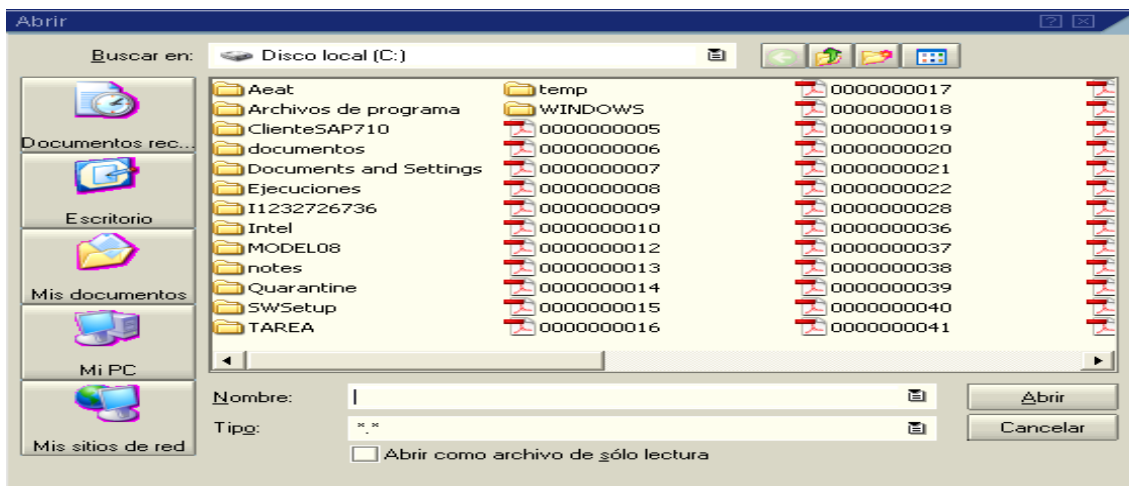 Abrir
Buscar en: Disco local (C:)
Documentos rec...
Escritorio
Mis documentos
Mi PC
Mis sitios de red
Aeat
Archivos de programa
ClienteSAP710
documentos
Documents and Settings
Ejecuciones
I1232726736
Intel
MODEL08
notes
Quarantine
SWSetup
TAREA
temp
WINDOWS
0000000005
0000000006
0000000007
0000000008
0000000009
0000000010
0000000012
0000000013
0000000014
0000000015
0000000016
0000000017
0000000018
0000000019
0000000020
0000000021
0000000022
0000000028
0000000036
0000000037
0000000038
0000000039
0000000040
0000000041
Nombre:
Abrir
Tipo: *.*
Cancelar
Abrir como archivo de sólo lectura